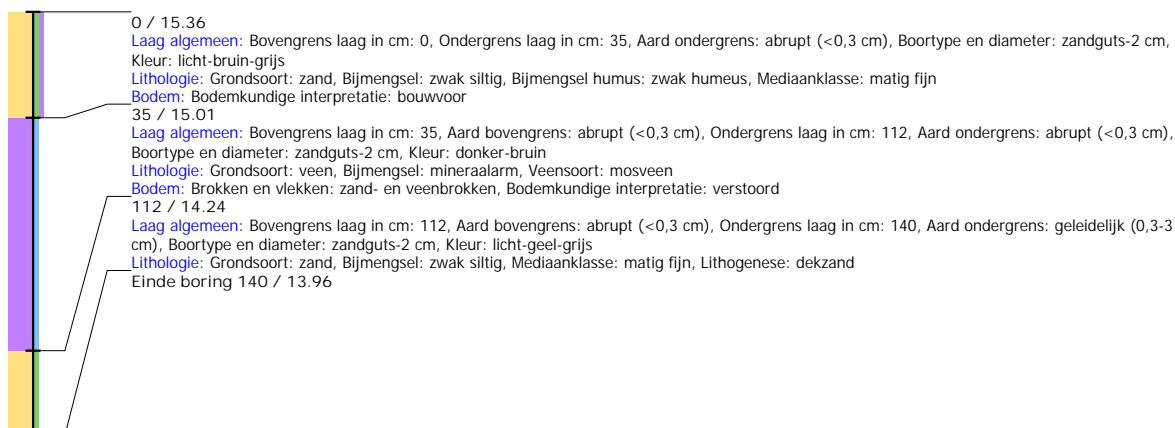 0 / 15.36
Laag algemeen: Bovengrens laag in cm: 0, Ondergrens laag in cm: 35, Aard ondergrens: abrupt (<0,3 cm), Boortype en diameter: zandguts-2 cm,
Kleur: licht-bruin-grijs
Lithologie: Grondsoort: zand, Bijmengsel: zwak siltig, Bijmengsel humus: zwak humeus, Mediaanklasse: matig fijn
Bodem: Bodemkundige interpretatie: bouwvoor
35 / 15.01
Laag algemeen: Bovengrens laag in cm: 35, Aard bovengrens: abrupt (<0,3 cm), Ondergrens laag in cm: 112, Aard ondergrens: abrupt (<0,3 cm),
Boortype en diameter: zandguts-2 cm, Kleur: donker-bruin
Lithologie: Grondsoort: veen, Bijmengsel: mineraalarm, Veensoort: mosveen
Bodem: Brokken en vlekken: zand- en veenbrokken, Bodemkundige interpretatie: verstoord
112 / 14.24
Laag algemeen: Bovengrens laag in cm: 112, Aard bovengrens: abrupt (<0,3 cm), Ondergrens laag in cm: 140, Aard ondergrens: geleidelijk (0,3-3
cm), Boortype en diameter: zandguts-2 cm, Kleur: licht-geel-grijs
Lithologie: Grondsoort: zand, Bijmengsel: zwak siltig, Mediaanklasse: matig fijn, Lithogenese: dekzand
Einde boring 140 / 13.96